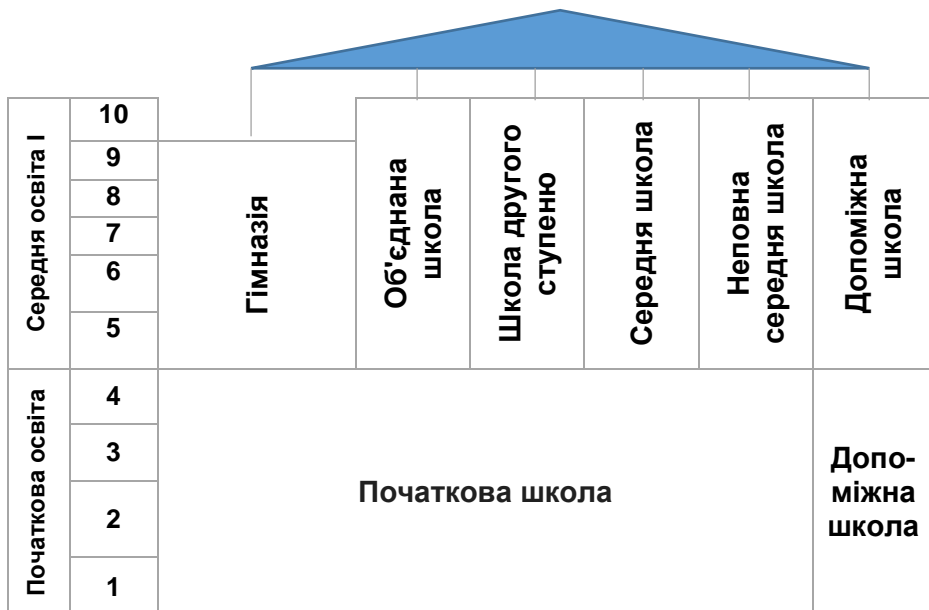 Середня освіта I
10
9
8
7
6
5
Гімназія
Об'єднана
школа
Школа другого
ступеню
Середня школа
Неповна
середня школа
Допоміжна
школа
Початкова освіта
4
3
2
1
Початкова школа
Допо-
міжна
школа